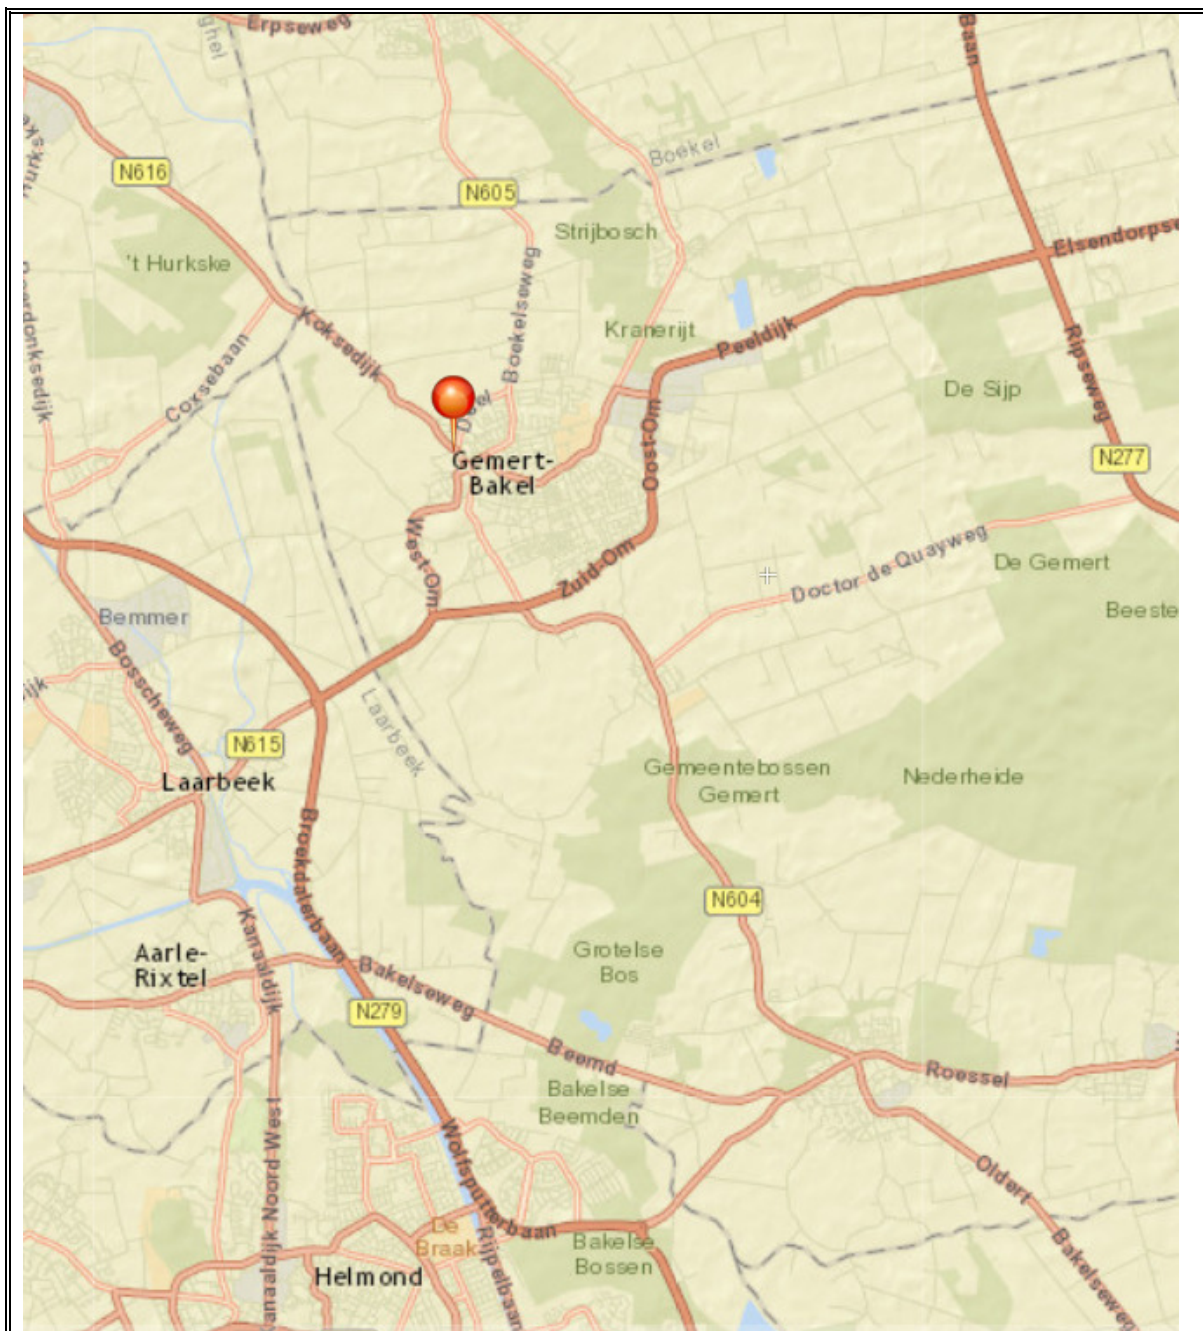 Erpseweg
ghel
Baan
N616
Boekel
N605
Strijbosch
Elsendorpse
't Hurkske
Boekelseweg
Kranerijt
Koksedijk
Peeldijk
Ripseweg
Coxsebaan
De Sijp
Oost-Om
Gemert-
Bakel
N277
West-Om
Zuid-Om
Doctor de Quayweg
De Gemert
Bemmer
Beeste
Bosscheweg
Laarbeek
N615
Laarbeek
Gemeentebossen
Gemert
Nederheide
Broekdalerbaan
N604
Kanaaldijk
Aarle-
Rixtel
Bakelseweg
Grotelse
Bos
N279
Beemd
Roessel
Bakelse
Beemden
Kanaaldijk Noord West
Wolfsputterbaan
Oldert
Bakelseweg
De
Braak
Rijpelbaan
Bakelse
Bossen
Helmond